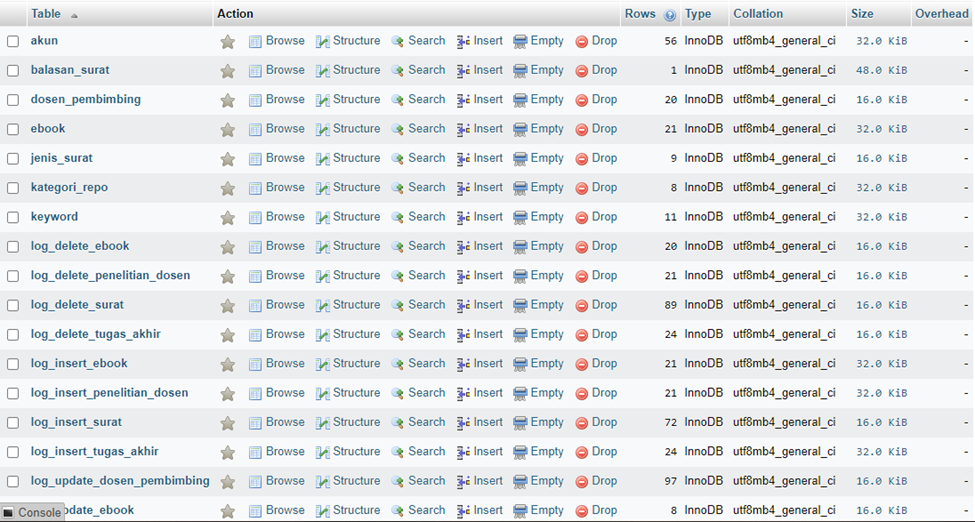 Table Action Rows Type Collation Size Overhead
akun Browse Structure Search Insert Empty Drop 56 InnoDB utf8mb4_general_ci 32.0 KiB -
balasan_surat Browse Structure Search Insert Empty Drop 1 InnoDB utf8mb4_general_ci 48.0 KiB -
dosen_pembimbing Browse Structure Search Insert Empty Drop 20 InnoDB utf8mb4_general_ci 16.0 KiB -
ebook Browse Structure Search Insert Empty Drop 21 InnoDB utf8mb4_general_ci 32.0 KiB -
jenis_surat Browse Structure Search Insert Empty Drop 9 InnoDB utf8mb4_general_ci 16.0 KiB -
kategori_repo Browse Structure Search Insert Empty Drop 8 InnoDB utf8mb4_general_ci 32.0 KiB -
keyword Browse Structure Search Insert Empty Drop 11 InnoDB utf8mb4_general_ci 32.0 KiB -
log_delete_ebook Browse Structure Search Insert Empty Drop 20 InnoDB utf8mb4_general_ci 16.0 KiB -
log_delete_penelitian_dosen Browse Structure Search Insert Empty Drop 21 InnoDB utf8mb4_general_ci 16.0 KiB -
log_delete_surat Browse Structure Search Insert Empty Drop 89 InnoDB utf8mb4_general_ci 16.0 KiB -
log_delete_tugas_akhir Browse Structure Search Insert Empty Drop 24 InnoDB utf8mb4_general_ci 16.0 KiB -
log_insert_ebook Browse Structure Search Insert Empty Drop 21 InnoDB utf8mb4_general_ci 32.0 KiB -
log_insert_penelitian_dosen Browse Structure Search Insert Empty Drop 21 InnoDB utf8mb4_general_ci 32.0 KiB -
log_insert_surat Browse Structure Search Insert Empty Drop 72 InnoDB utf8mb4_general_ci 16.0 KiB -
log_insert_tugas_akhir Browse Structure Search Insert Empty Drop 24 InnoDB utf8mb4_general_ci 32.0 KiB -
log_update_dosen_pembimbing Browse Structure Search Insert Empty Drop 97 InnoDB utf8mb4_general_ci 16.0 KiB -
Console pdate_ebook Browse Structure Search Insert Empty Drop 8 InnoDB utf8mb4_general_ci 16.0 KiB -